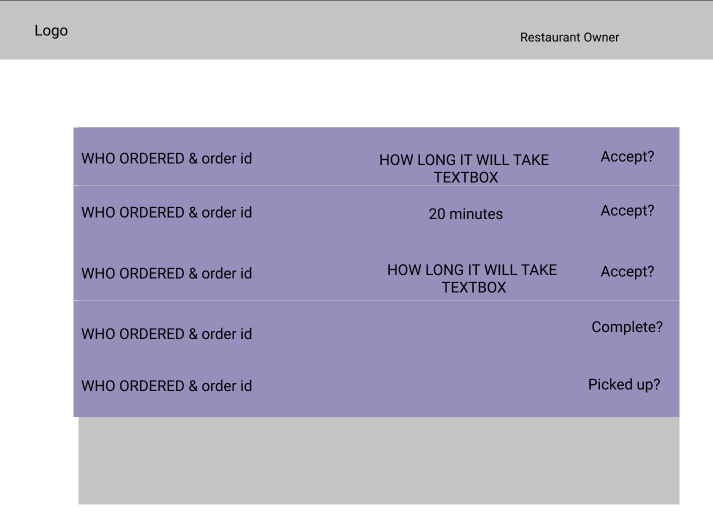 Logo
Restaurant Owner
WHO ORDERED & order id
HOW LONG IT WILL TAKE
TEXTBOX
Accept?
WHO ORDERED & order id
20 minutes
Accept?
WHO ORDERED & order id
HOW LONG IT WILL TAKE
TEXTBOX
Accept?
WHO ORDERED & order id
Complete?
WHO ORDERED & order id
Picked up?